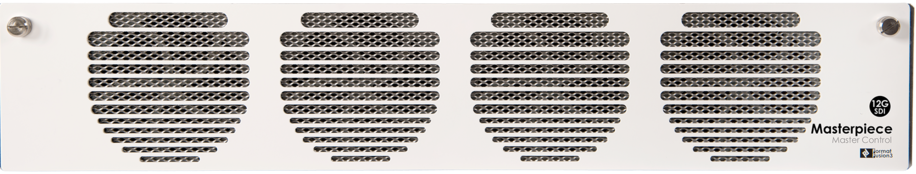 12G
SDI
Masterpiece
Master Control
format
fusion3